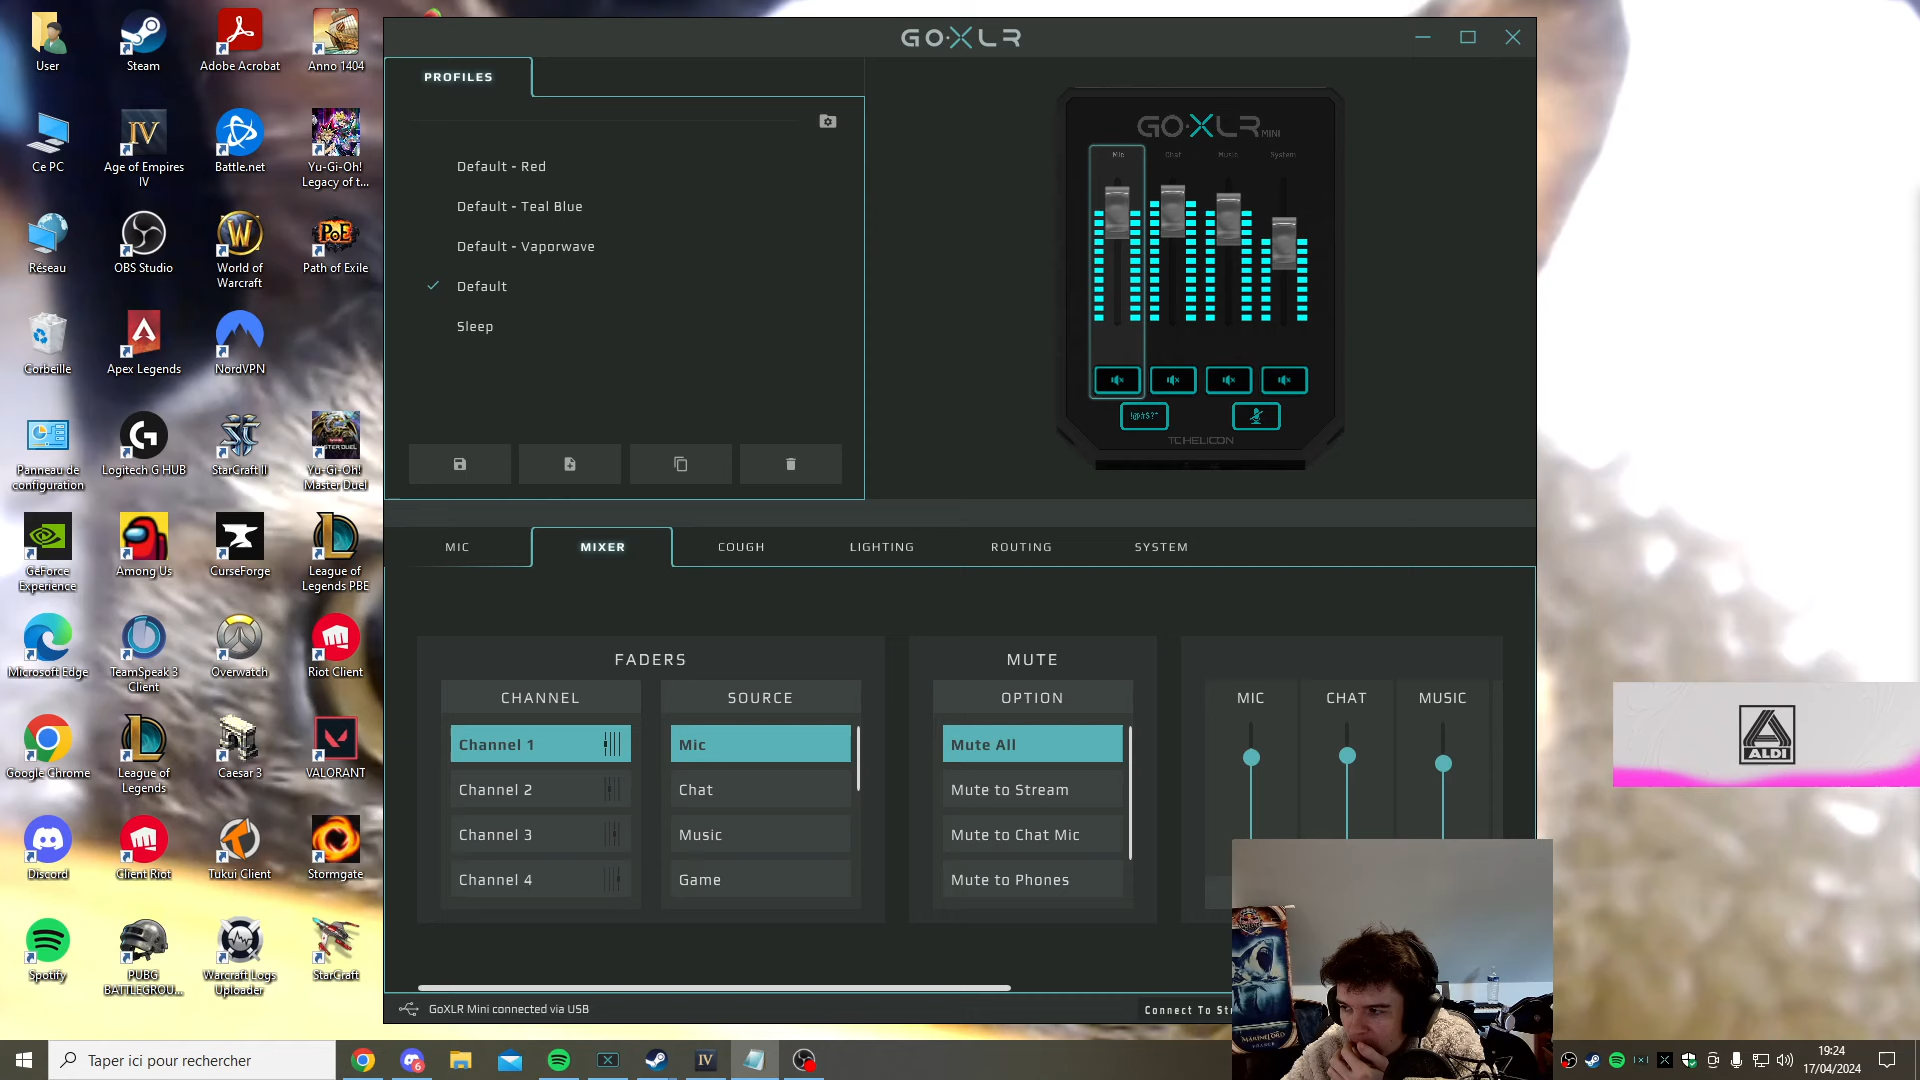 GO·XLR
PROFILES
Default - Red
Default - Teal Blue
Default - Vaporwave
Default
Sleep
GO·XLR MINI
Mic
Chat
Music
System
!@#$?*
TCHELICON
MIC
MIXER
COUGH
LIGHTING
ROUTING
SYSTEM
FADERS
CHANNEL
Channel 1
Channel 2
Channel 3
Channel 4
SOURCE
Mic
Chat
Music
Game
MUTE
OPTION
Mute All
Mute to Stream
Mute to Chat Mic
Mute to Phones
MIC
CHAT
MUSIC
GoXLR Mini connected via USB
Connect To Str
User
Steam
Adobe Acrobat
Anno 1404
Ce PC
Age of Empires
IV
Battle.net
Yu-Gi-Oh!
Legacy of t...
Réseau
OBS Studio
World of
Warcraft
Path of Exile
Corbeille
Apex Legends
NordVPN
Panneau de
configuration
Logitech G HUB
StarCraft II
Yu-Gi-Oh!
Master Duel
GeForce
Experience
Among Us
CurseForge
League of
Legends PBE
Microsoft Edge
TeamSpeak 3
Client
Overwatch
Riot Client
Google Chrome
League of
Legends
Caesar 3
VALORANT
Discord
Client Riot
Tukui Client
Stormgate
Spotify
PUBG
BATTLEGROU...
Warcraft Logs
Uploader
StarCraft
ALDI
Taper ici pour rechercher
6
IV
19:24
17/04/2024